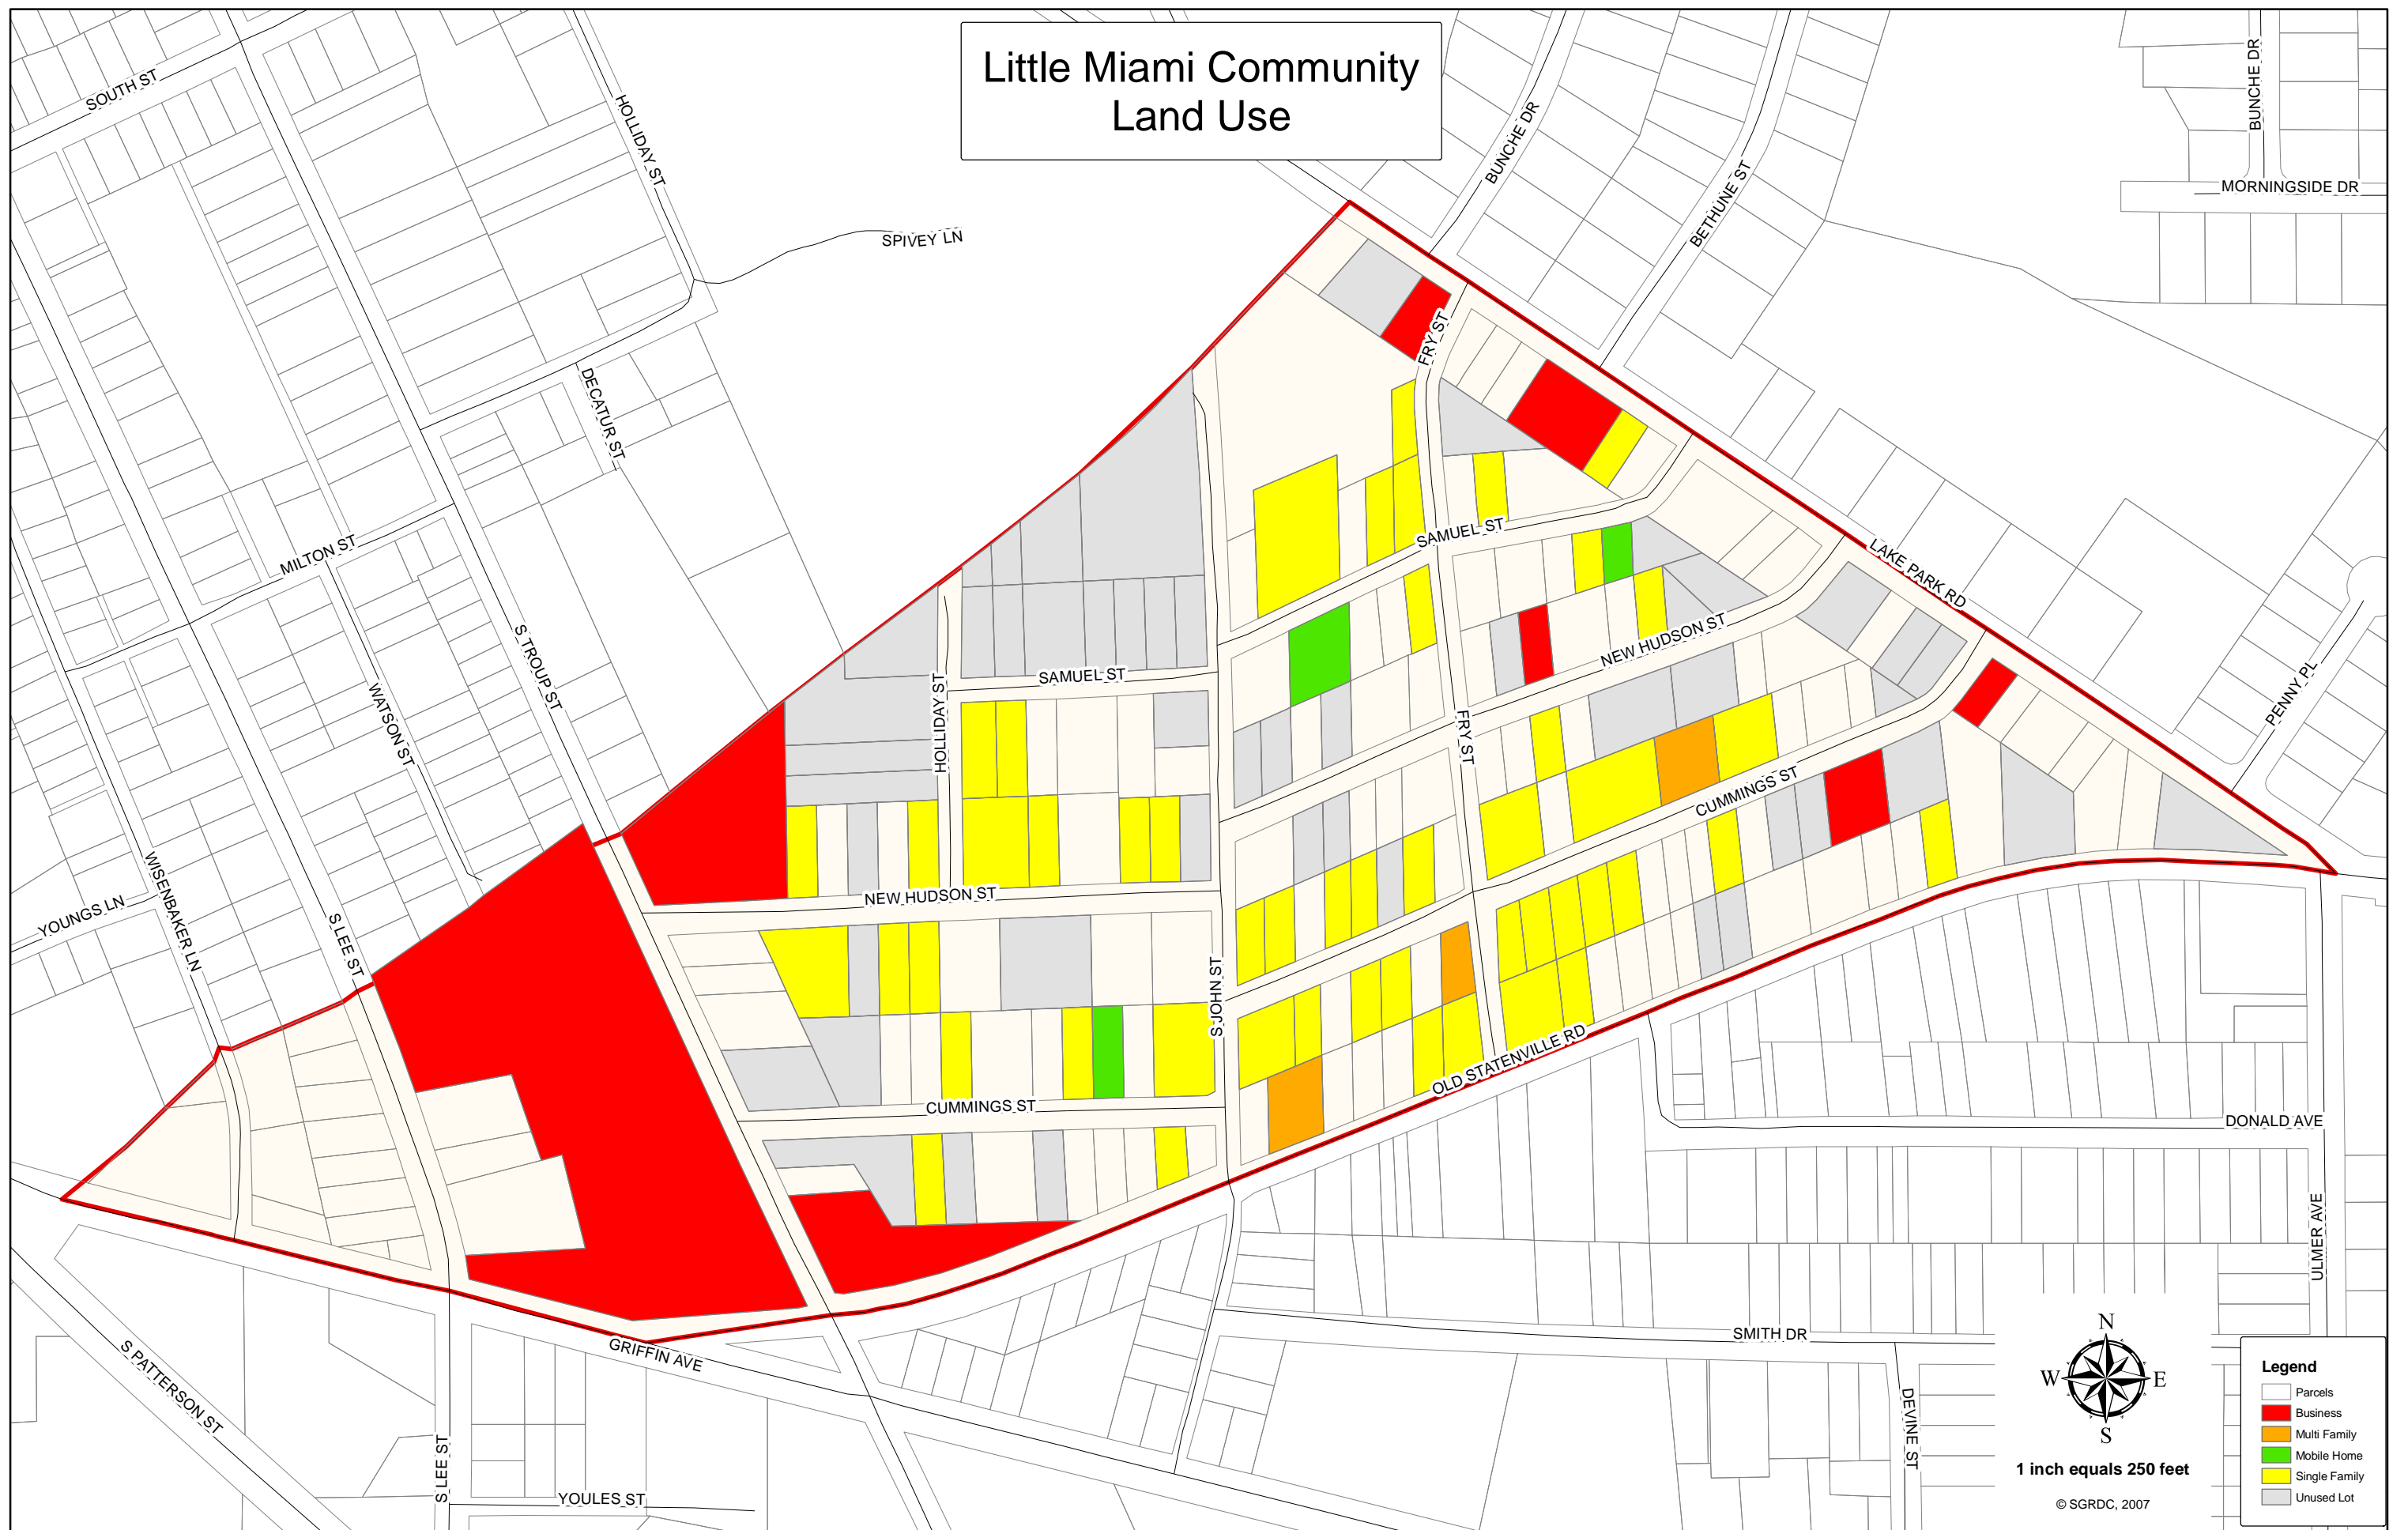 Little Miami Community
Land Use
SOUTH ST
HOLLIDAY ST
SPIVEY LN
BUNCHE DR
BETHUNE ST
BUNCHE DR
MORNINGSIDE DR
DECATUR ST
FRY ST
MILTON ST
SAMUEL ST
LAKE PARK RD
S TROUP ST
WATSON ST
SAMUEL ST
HOLLIDAY ST
NEW HUDSON ST
FRY ST
PENNY PL
CUMMINGS ST
WISENBAKER LN
YOUNGS LN
S LEE ST
NEW HUDSON ST
S JOHN ST
OLD STATENVILLE RD
CUMMINGS ST
DONALD AVE
ULMER AVE
SMITH DR
GRIFFIN AVE
S PATTERSON ST
S LEE ST
YOULES ST
DEVINE ST
N
W
E
S
1 inch equals 250 feet
© SGRDC, 2007
Legend
Parcels
Business
Multi Family
Mobile Home
Single Family
Unused Lot